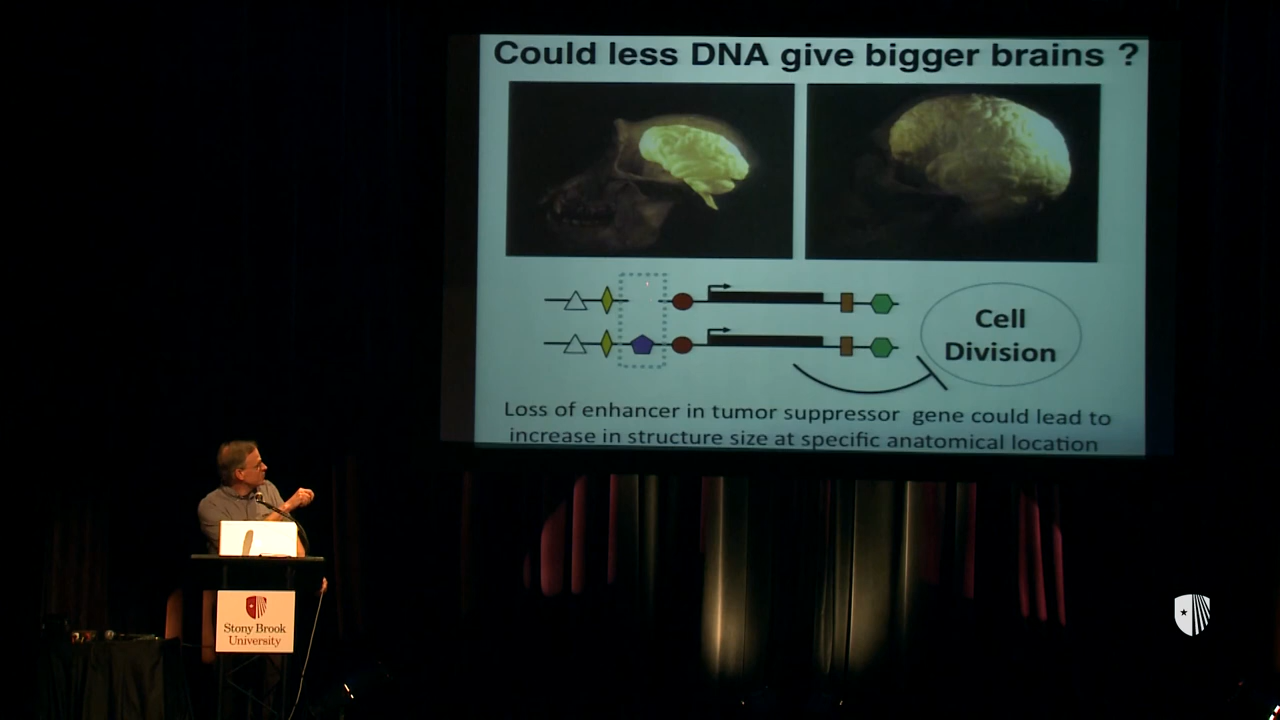 Could less DNA give bigger brains ?
Cell
Division
Loss of enhancer in tumor suppressor gene could lead to
increase in structure size at specific anatomical location
Stony Brook
University